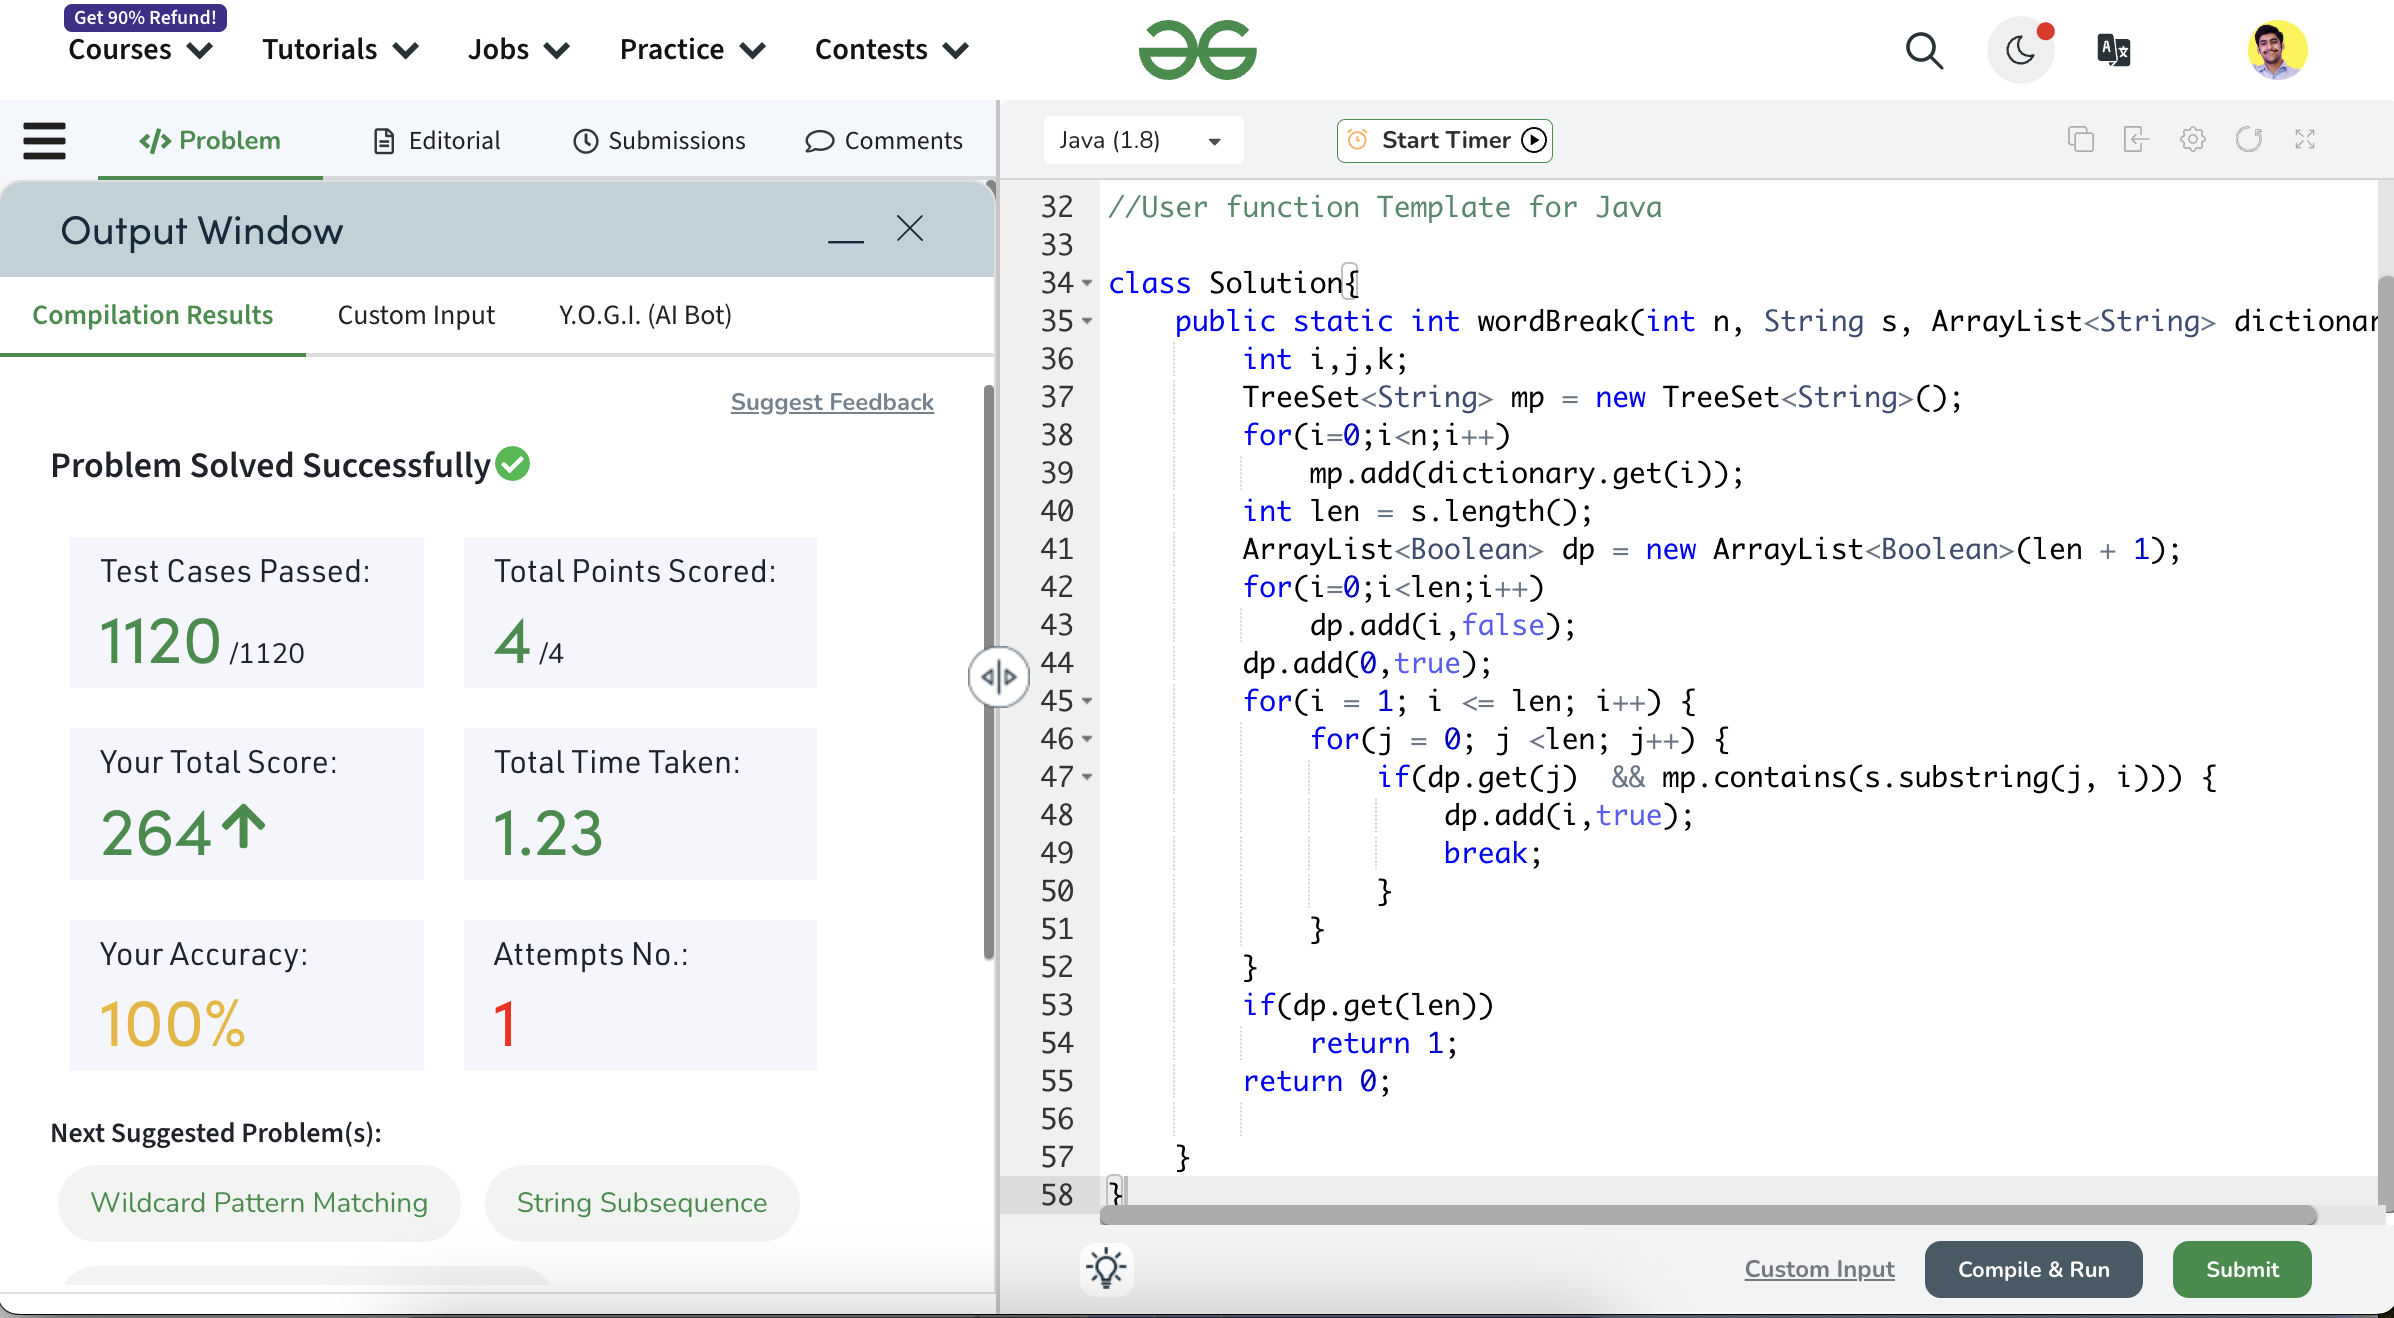 Get 90% Refund!
Courses Tutorials Jobs Practice Contests
</> Problem Editorial Submissions Comments
Output Window
Compilation Results Custom Input Y.O.G.I. (AI Bot)
Suggest Feedback
Problem Solved Successfully
Test Cases Passed: Total Points Scored:
1120 /1120 4 /4
Your Total Score: Total Time Taken:
264 1.23
Your Accuracy: Attempts No.:
100% 1
Next Suggested Problem(s):
Wildcard Pattern Matching String Subsequence
Java (1.8) Start Timer
32 //User function Template for Java
33
34 class Solution{
35 public static int wordBreak(int n, String s, ArrayList<String> dictionar
36 int i,j,k;
37 TreeSet<String> mp = new TreeSet<String>();
38 for(i=0;i<n;i++)
39 mp.add(dictionary.get(i));
40 int len = s.length();
41 ArrayList<Boolean> dp = new ArrayList<Boolean>(len + 1);
42 for(i=0;i<len;i++)
43 dp.add(i,false);
44 dp.add(0,true);
45 for(i = 1; i <= len; i++) {
46 for(j = 0; j <len; j++) {
47 if(dp.get(j)  && mp.contains(s.substring(j, i))) {
48 dp.add(i,true);
49 break;
50 }
51 }
52 }
53 if(dp.get(len))
54 return 1;
55 return 0;
56
57 }
58 }
Custom Input Compile & Run Submit